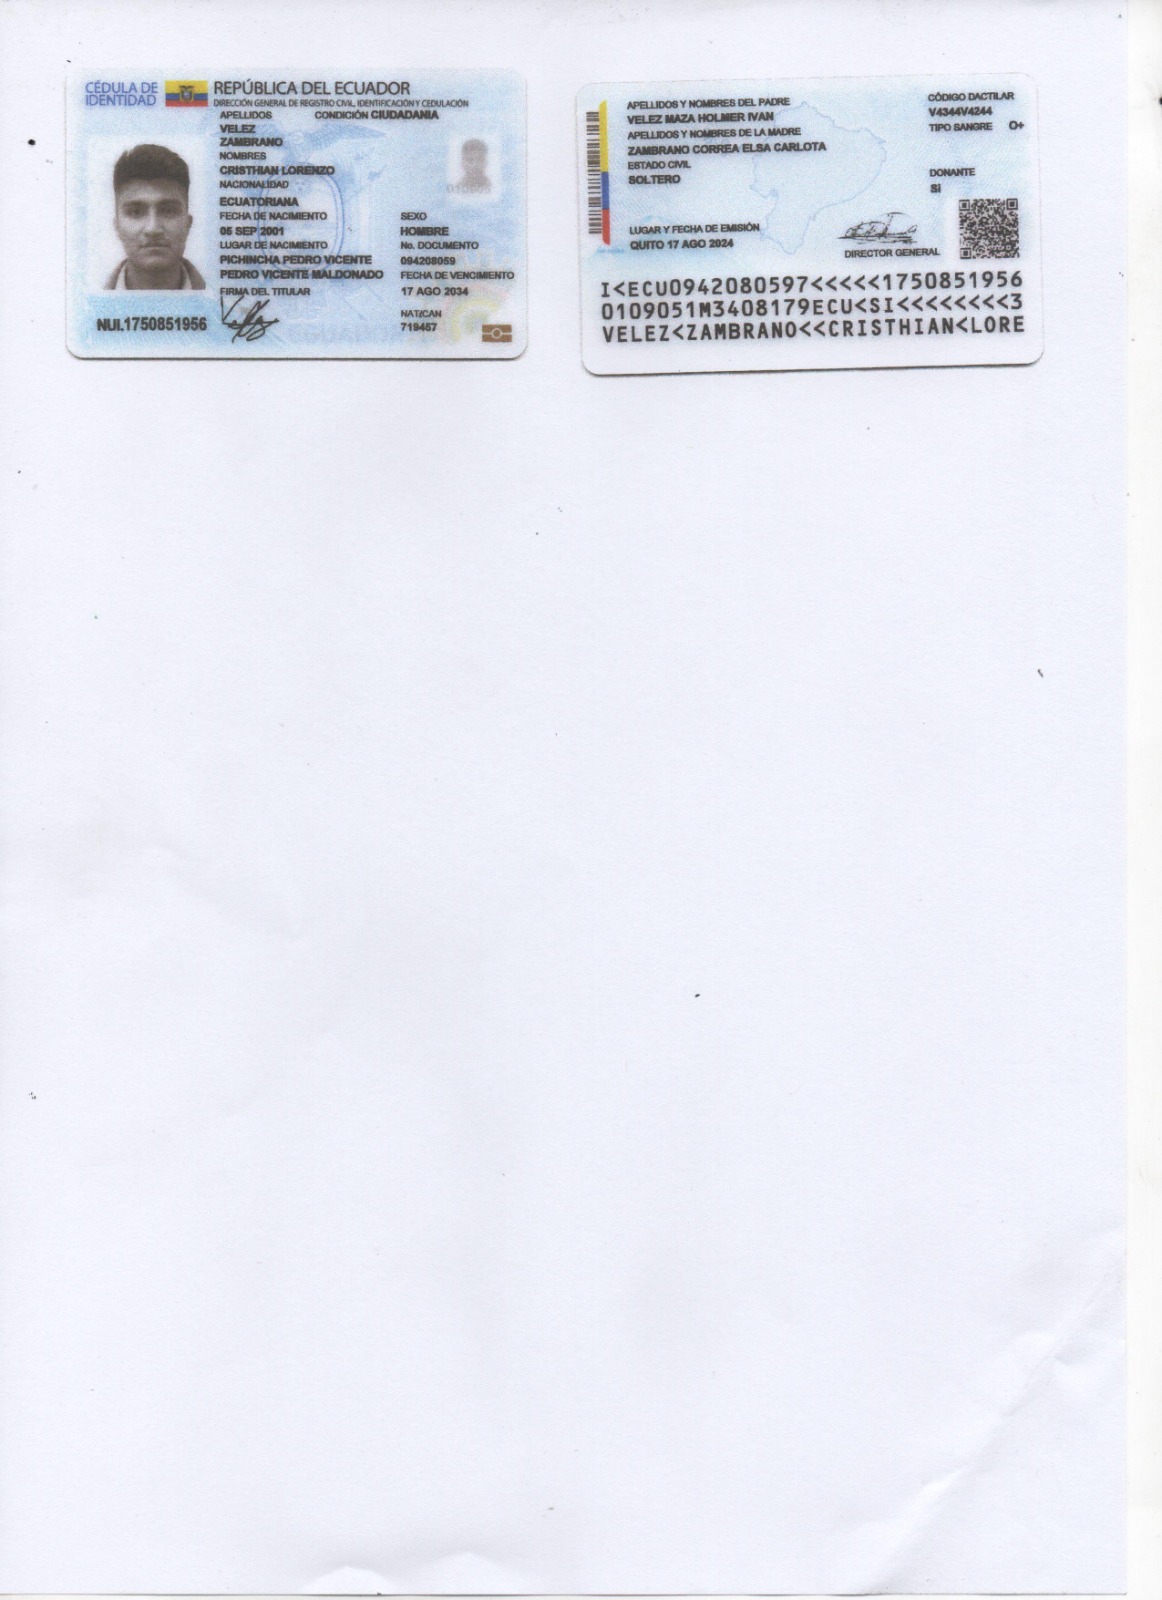 CÉDULA DE
IDENTIDAD
REPÚBLICA DEL ECUADOR
DIRECCIÓN GENERAL DE REGISTRO CIVIL, IDENTIFICACIÓN Y CEDULACIÓN
APELLIDOS CONDICIÓN CIUDADANIA
VELEZ
ZAMBRANO
NOMBRES
CRISTHIAN LORENZO
NACIONALIDAD
ECUATORIANA
FECHA DE NACIMIENTO SEXO
05 SEP 2001 HOMBRE
LUGAR DE NACIMIENTO No. DOCUMENTO
PICHINCHA PEDRO VICENTE 094208059
PEDRO VICENTE MALDONADO FECHA DE VENCIMIENTO
FIRMA DEL TITULAR 17 AGO 2034
NAT/CAN
NUI.1750851956 719457
APELLIDOS Y NOMBRES DEL PADRE CÓDIGO DACTILAR
VELEZ MAZA HOLMER IVAN V4344V4244
APELLIDOS Y NOMBRES DE LA MADRE TIPO SANGRE O+
ZAMBRANO CORREA ELSA CARLOTA
ESTADO CIVIL
SOLTERO DONANTE
Si
LUGAR Y FECHA DE EMISIÓN
QUITO 17 AGO 2024
DIRECTOR GENERAL
I<ECU0942080597<<<<<1750851956
0109051M3408179ECU<SI<<<<<<<<3
VELEZ<ZAMBRANO<<CRISTHIAN<LORE